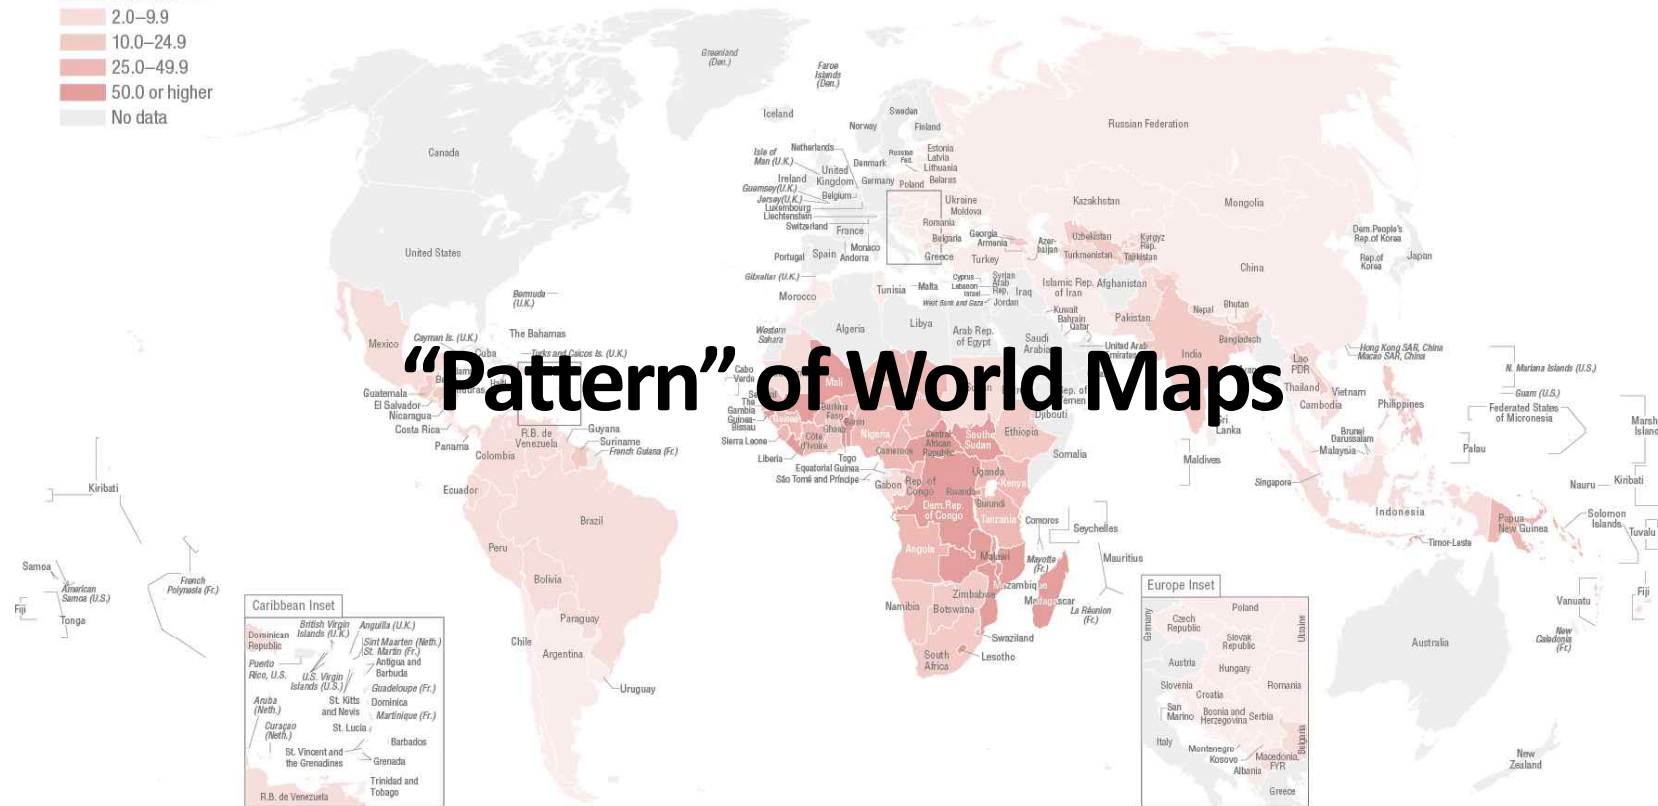 2.0–9.9
10.0–24.9
25.0–49.9
50.0 or higher
No data
Greenland
(Den.)
Faroe
Islands
(Den.)
Iceland
Sweden
Norway
Finland
Russian Federation
Canada
Isle of
Man (U.K.)
Netherlands
Denmark
Russian
Fed.
Estonia
Latvia
Lithuania
United
Kingdom
Ireland
Germany
Poland
Belarus
Guernsey(U.K.)
Jersey(U.K.)
Belgium
Luxembourg
Liechtenstein
Switzerland
France
Ukraine
Moldova
Romania
Kazakhstan
Mongolia
United States
Monaco
Andorra
Portugal
Spain
Bulgaria
Greece
Georgia
Armenia
Azer-
baijan
Turkey
Uzbekistan
Turkmenistan
Kyrgyz
Rep.
Tajikistan
Dem.People's
Rep.of Korea
Rep.of
Korea
Japan
China
Gibraltar (U.K.)
Morocco
Tunisia
Malta
Cyprus
Lebanon
Israel
West Bank and Gaza
Syrian
Arab
Rep.
Jordan
Iraq
Islamic Rep.
of Iran
Afghanistan
Kuwait
Bahrain
Qatar
Pakistan
Nepal
Bhutan
Bermuda
(U.K.)
Mexico
Cayman Is. (U.K.)
The Bahamas
Cuba
Turks and Caicos Is. (U.K.)
Western
Sahara
Algeria
Libya
Arab Rep.
of Egypt
Saudi
Arabia
United Arab
Emirates
India
Bangladesh
Lao
PDR
Hong Kong SAR, China
Macao SAR, China
N. Mariana Islands (U.S.)
Guam (U.S.)
“Pattern” of World Maps
Guatemala
El Salvador
Nicaragua
Costa Rica
Panama
Cabo
Verde
The
Gambia
Guinea-
Bissau
Sierra Leone
Liberia
Mali
Burkina
Faso
Ghana
Côte
d'Ivoire
Togo
Nigeria
Cameroon
Central
African
Republic
South
Sudan
Ethiopia
Djibouti
Somalia
Sri
Lanka
Maldives
Thailand
Vietnam
Cambodia
Philippines
Federated States
of Micronesia
Marsh
Island
Palau
Brunei
Darussalam
Malaysia
Singapore
Nauru
Kiribati
R.B. de
Venezuela
Guyana
Suriname
French Guiana (Fr.)
Colombia
Ecuador
Equatorial Guinea
São Tomé and Príncipe
Gabon
Rep. of
Congo
Uganda
Kenya
Rwanda
Burundi
Dem.Rep.
of Congo
Tanzania
Comoros
Seychelles
Indonesia
Papua
New Guinea
Solomon
Islands
Tuvalu
Timor-Leste
Kiribati
Brazil
Peru
Bolivia
Paraguay
Chile
Argentina
Uruguay
Angola
Malawi
Mayotte
(Fr.)
Mauritius
Mozambique
Madagascar
La Réunion
(Fr.)
Zimbabwe
Namibia
Botswana
Swaziland
Lesotho
South
Africa
Samoa
American
Samoa (U.S.)
Fiji
Tonga
French
Polynesia (Fr.)
Vanuatu
Fiji
New
Caledonia
(Fr.)
Australia
New
Zealand
Caribbean Inset
Dominican
Republic
British Virgin
Islands (U.K.)
Anguilla (U.K.)
Sint Maarten (Neth.)
St. Martin (Fr.)
Antigua and
Barbuda
Puerto
Rico, U.S.
U.S. Virgin
Islands (U.S.)
Guadeloupe (Fr.)
Aruba
(Neth.)
St. Kitts
and Nevis
Dominica
Martinique (Fr.)
Curaçao
(Neth.)
St. Lucia
Barbados
St. Vincent and
the Grenadines
Grenada
Trinidad and
Tobago
R.B. de Venezuela
Europe Inset
Germany
Poland
Czech
Republic
Ukraine
Slovak
Republic
Austria
Hungary
Slovenia
Romania
Croatia
San
Marino
Bosnia and
Herzegovina
Serbia
Italy
Montenegro
Kosovo
Bulgaria
Macedonia,
FYR
Albania
Greece